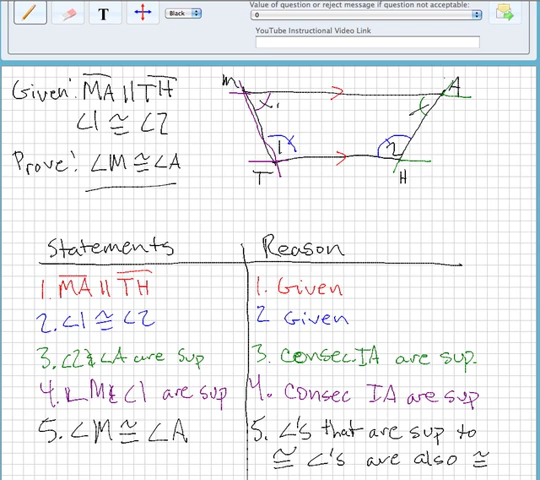 Value of question or reject message if question not acceptable:
T
Black
0
YouTube Instructional Video Link
Given: MA || TH
∠1 ≅ ∠2
Prove: ∠M ≅ ∠A
M A
1 2
T H
Statements Reason
1. MA || TH 1. Given
2. ∠1 ≅ ∠2 2 Given
3. ∠2 & ∠A are sup 3. consec. IA are sup.
4. ∠M & ∠1 are sup 4. consec IA are sup
5. ∠M ≅ ∠A 5. ∠'s that are sup to
≅ ∠'s are also ≅